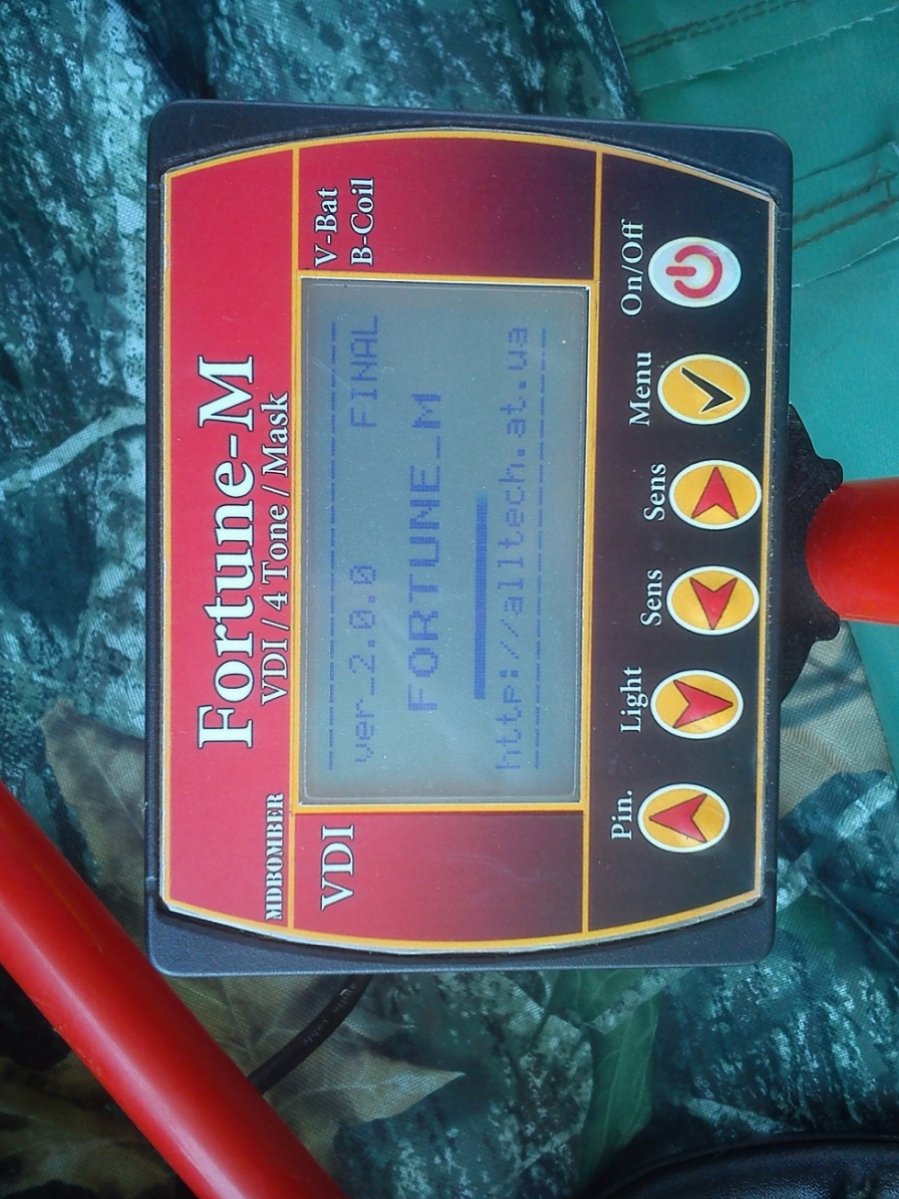 Fortune-M
MDBOMBER
VDI / 4 Tone / Mask
VDI
V-Bat
B-Coil
ver_2.0.0 FINAL
FORTUNE_M
http://alltech.at.ua
Pin. Light Sens Sens Menu On/Off